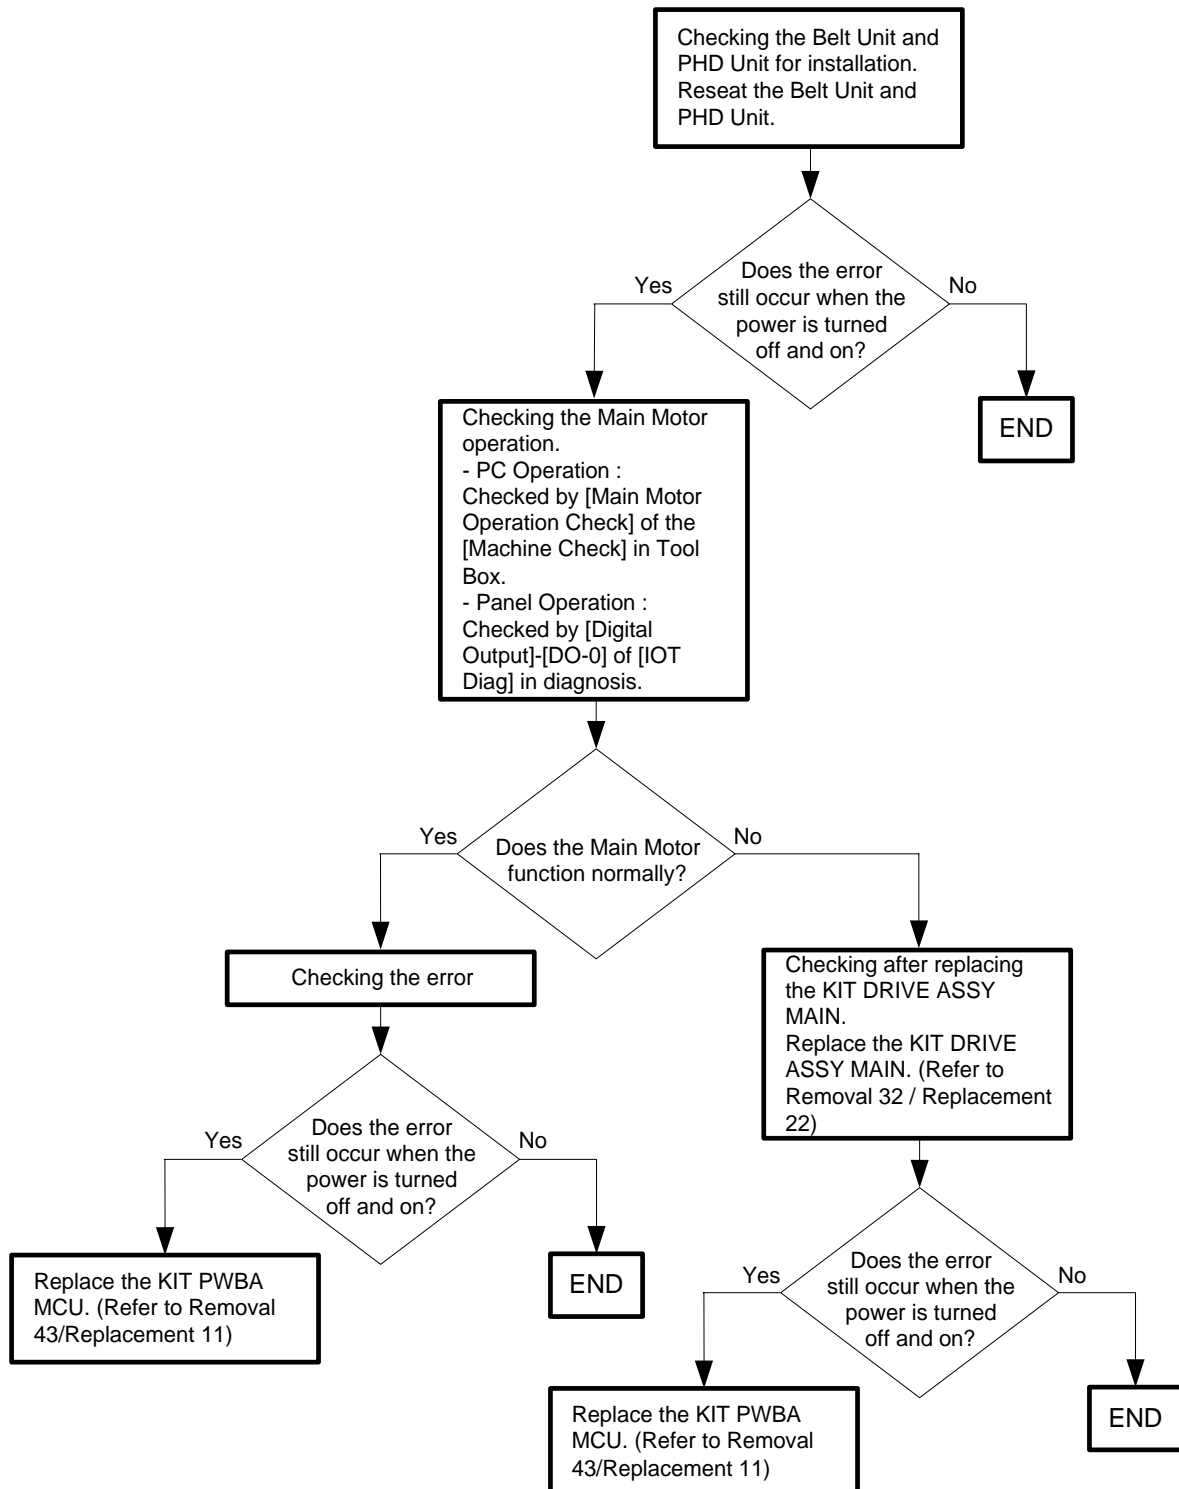 Checking the Belt Unit and
PHD Unit for installation.
Reseat the Belt Unit and
PHD Unit.
Does the error
still occur when the
power is turned
off and on?
Yes
No
END
Checking the Main Motor
operation.
- PC Operation :
Checked by [Main Motor
Operation Check] of the
[Machine Check] in Tool
Box.
- Panel Operation :
Checked by [Digital
Output]-[DO-0] of [IOT
Diag] in diagnosis.
Does the Main Motor
function normally?
Yes
No
Checking the error
Checking after replacing
the KIT DRIVE ASSY
MAIN.
Replace the KIT DRIVE
ASSY MAIN. (Refer to
Removal 32 / Replacement
22)
Does the error
still occur when the
power is turned
off and on?
Yes
No
Replace the KIT PWBA
MCU. (Refer to Removal
43/Replacement 11)
END
Does the error
still occur when the
power is turned
off and on?
Yes
No
Replace the KIT PWBA
MCU. (Refer to Removal
43/Replacement 11)
END